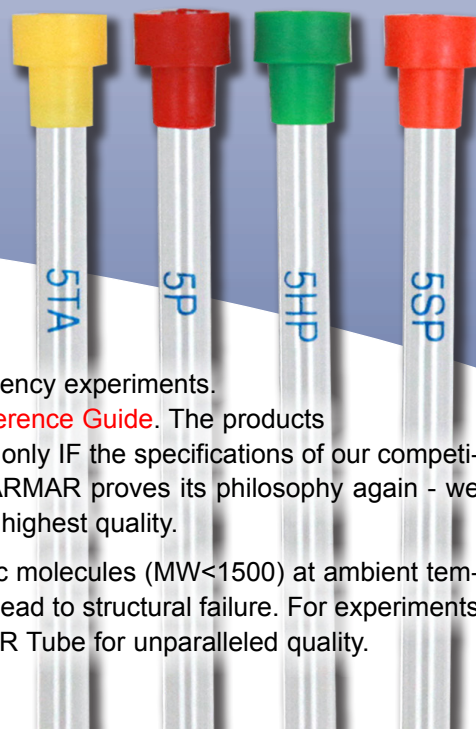 5TA
5P
5HP
5SP
ency experiments.
erence Guide. The products
only IF the specifications of our competi-
ARMAR proves its philosophy again - we
highest quality.
c molecules (MW<1500) at ambient tem-
ead to structural failure. For experiments
R Tube for unparalleled quality.